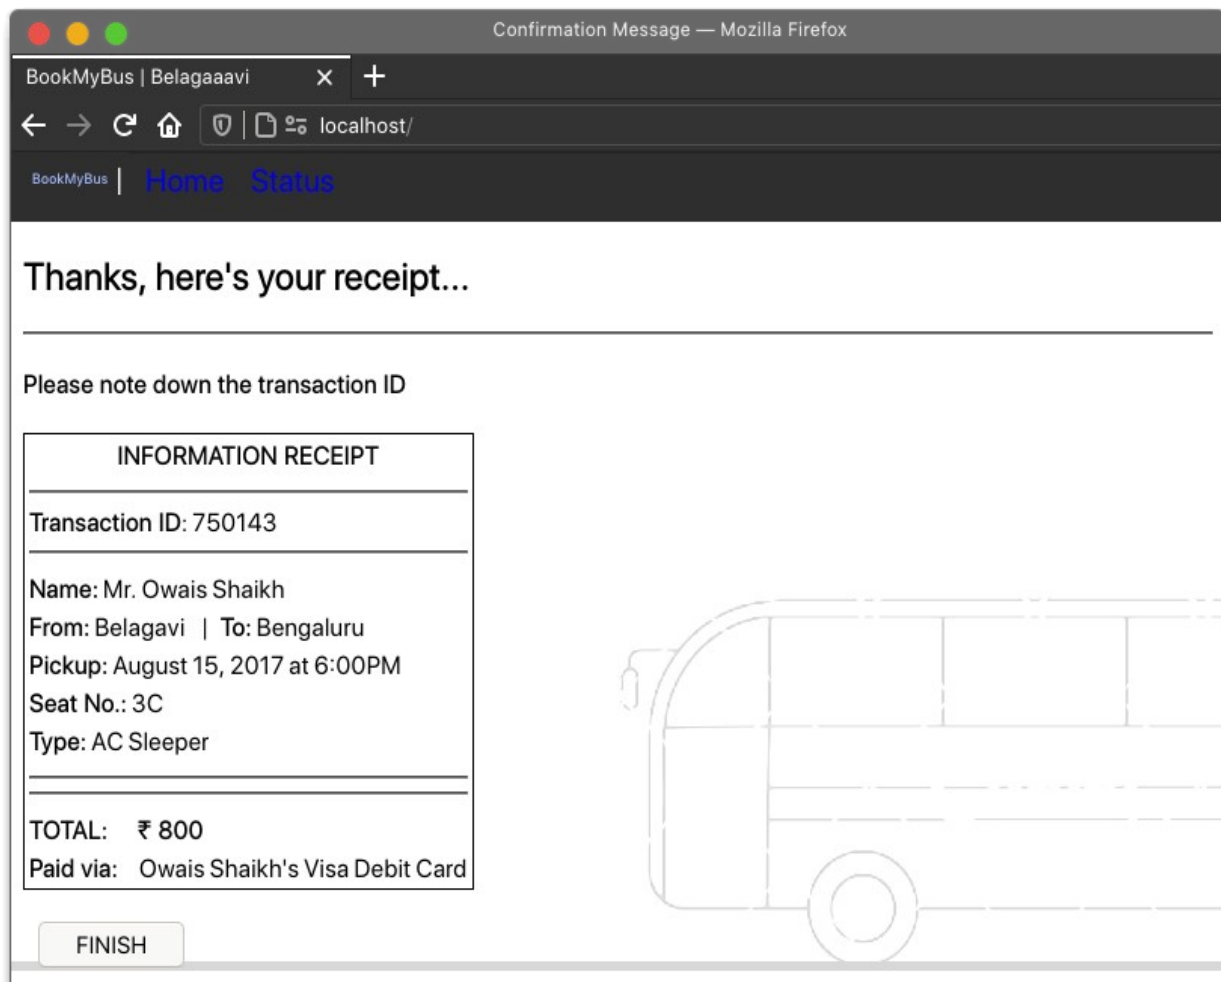 Confirmation Message — Mozilla Firefox
BookMyBus | Belagaaavi
localhost/
BookMyBus | Home Status
Thanks, here's your receipt...
Please note down the transaction ID
INFORMATION RECEIPT
Transaction ID: 750143
Name: Mr. Owais Shaikh
From: Belagavi | To: Bengaluru
Pickup: August 15, 2017 at 6:00PM
Seat No.: 3C
Type: AC Sleeper
TOTAL: ₹ 800
Paid via: Owais Shaikh's Visa Debit Card
FINISH